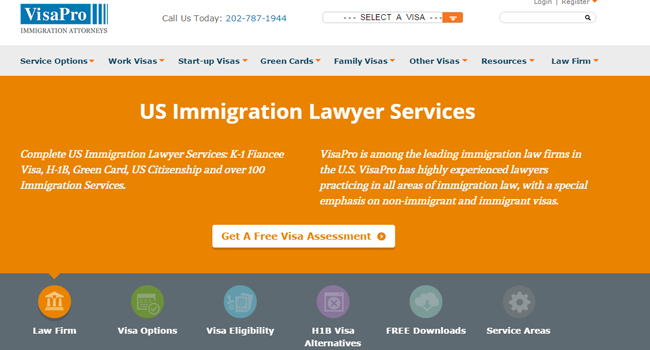 Login | Register
VisaPro
IMMIGRATION ATTORNEYS
Call Us Today: 202-787-1944
--- SELECT A VISA ---
Service Options Work Visas Start-up Visas Green Cards Family Visas Other Visas Resources Law Firm
US Immigration Lawyer Services
Complete US Immigration Lawyer Services: K-1 Fiancee
Visa, H-1B, Green Card, US Citizenship and over 100
Immigration Services.
VisaPro is among the leading immigration law firms in
the U.S. VisaPro has highly experienced lawyers
practicing in all areas of immigration law, with a special
emphasis on non-immigrant and immigrant visas.
Get A Free Visa Assessment
Law Firm
Visa Options
Visa Eligibility
H1B Visa
Alternatives
FREE Downloads
Service Areas